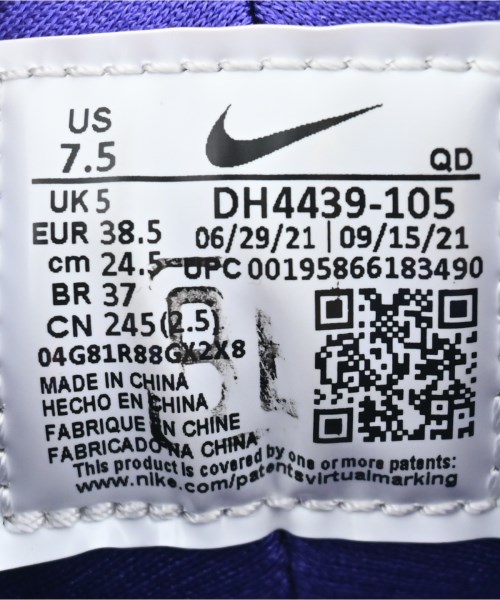 US
7.5
QD
UK 5
DH4439-105
EUR 38.5
06/29/21 | 09/15/21
cm 24.5
UPC 00195866183490
BR 37
CN 245(2.5)
04G81R88GX2X8
MADE IN CHINA
HECHO EN CHINA
FABRIQUE EN CHINE
FABRICADO NA CHINA
This product is covered by one or more patents:
www.nike.com/patentsvirtualmarking